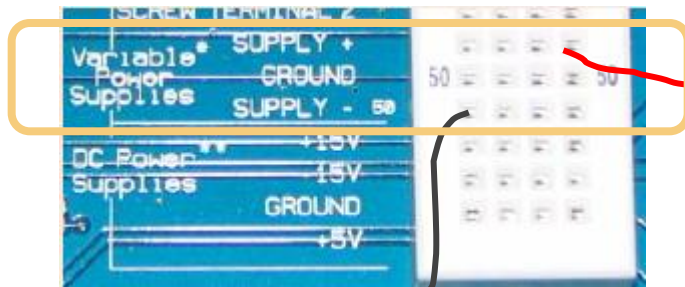 SCREW TERMINAL 2
Variable* Power Supplies
SUPPLY +
GROUND
SUPPLY - 50
50 50
DC Power** Supplies
+15V
-15V
GROUND
+5V